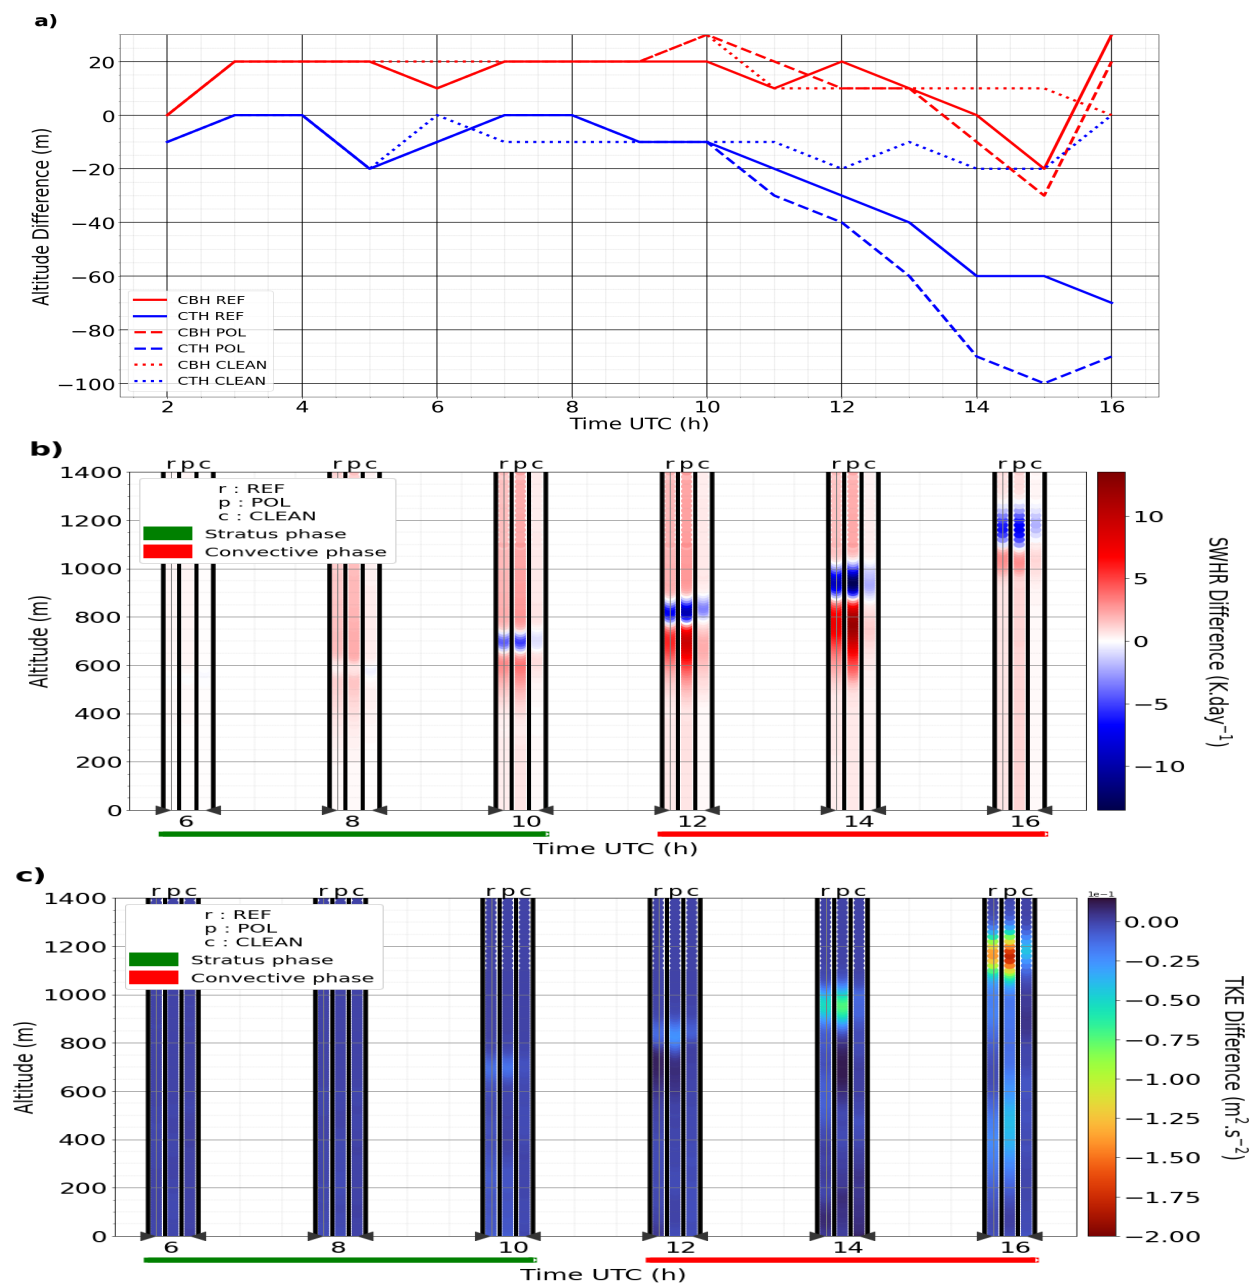 a)
20
0
−20
−40
−60
−80
−100
Altitude Difference (m)
CBH REF
CTH REF
CBH POL
CTH POL
CBH CLEAN
CTH CLEAN
2 4 6 8 10 12 14 16
Time UTC (h)
b)
r p c r p c r p c r p c r p c r p c
1400
1200
1000
800
600
400
200
0
Altitude (m)
r : REF
p : POL
c : CLEAN
Stratus phase
Convective phase
6 8 10 12 14 16
Time UTC (h)
10
5
0
−5
−10
SWHR Difference (K.day⁻¹)
c)
r p c r p c r p c r p c r p c r p c
1400
1200
1000
800
600
400
200
0
Altitude (m)
r : REF
p : POL
c : CLEAN
Stratus phase
Convective phase
6 8 10 12 14 16
Time UTC (h)
1e−1
0.00
−0.25
−0.50
−0.75
−1.00
−1.25
−1.50
−1.75
−2.00
TKE Difference (m².s⁻²)